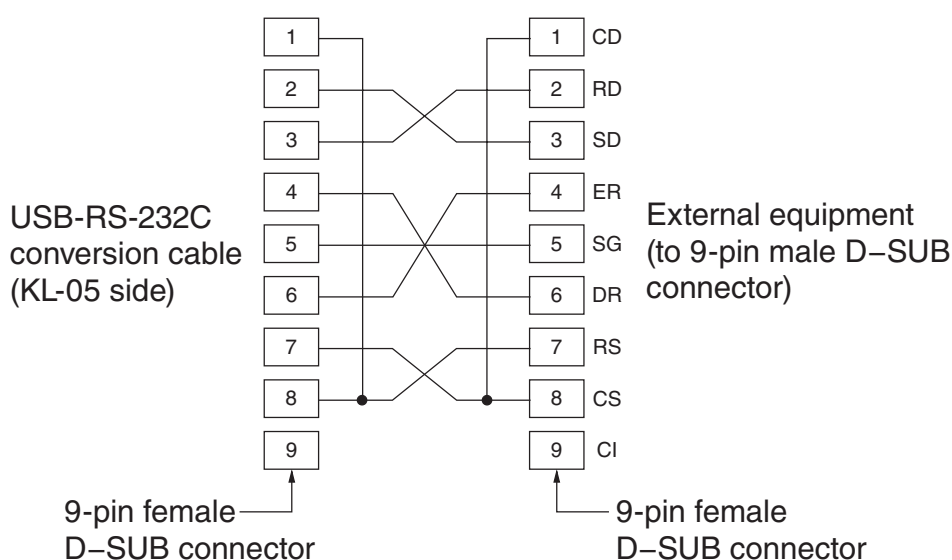 1 1 CD
2 2 RD
3 3 SD
4 4 ER
5 5 SG
6 6 DR
7 7 RS
8 8 CS
9 9 CI
USB-RS-232C
conversion cable
(KL-05 side)
External equipment
(to 9-pin male D–SUB
connector)
9-pin female
D–SUB connector
9-pin female
D–SUB connector